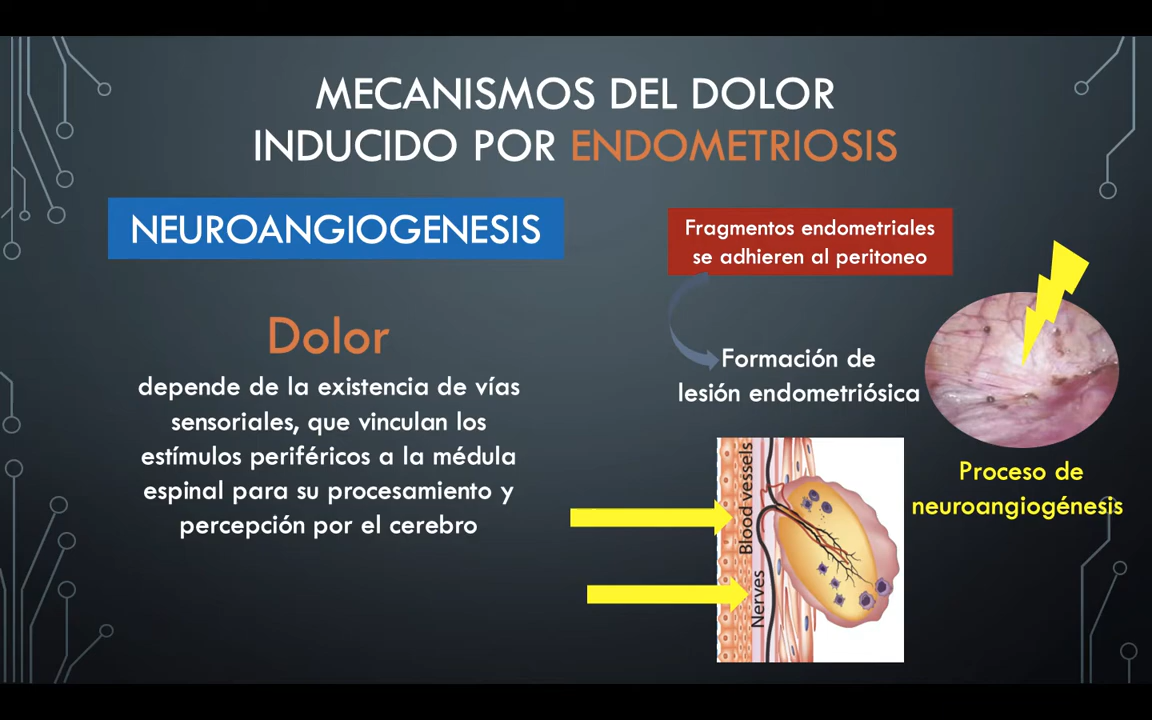 MECANISMOS DEL DOLOR
INDUCIDO POR ENDOMETRIOSIS
NEUROANGIOGENESIS
Dolor
depende de la existencia de vías
sensoriales, que vinculan los
estímulos periféricos a la médula
espinal para su procesamiento y
percepción por el cerebro
Fragmentos endometriales
se adhieren al peritoneo
Formación de
lesión endometriósica
Proceso de
neuroangiogénesis
Blood vessels
Nerves